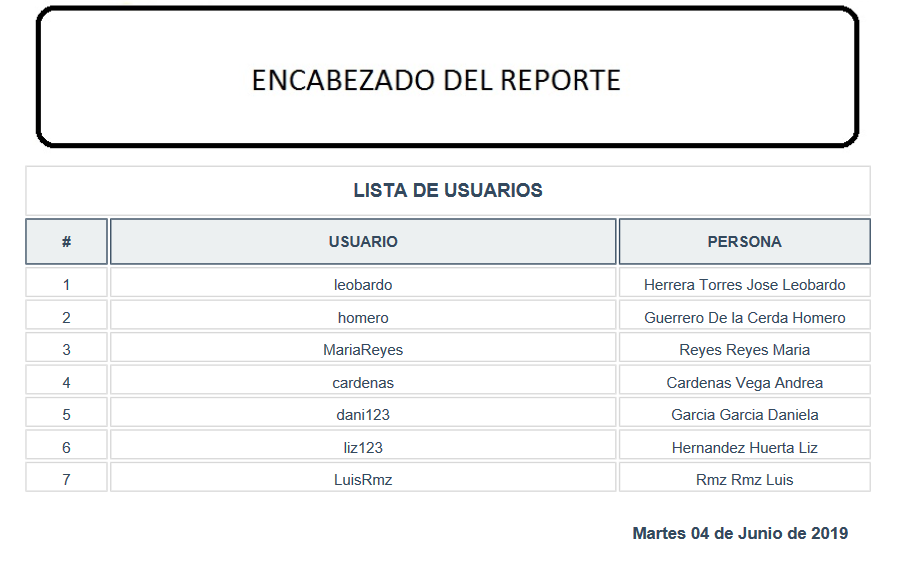 ENCABEZADO DEL REPORTE
LISTA DE USUARIOS
# USUARIO PERSONA
1 leobardo Herrera Torres Jose Leobardo
2 homero Guerrero De la Cerda Homero
3 MariaReyes Reyes Reyes Maria
4 cardenas Cardenas Vega Andrea
5 dani123 Garcia Garcia Daniela
6 liz123 Hernandez Huerta Liz
7 LuisRmz Rmz Rmz Luis
Martes 04 de Junio de 2019